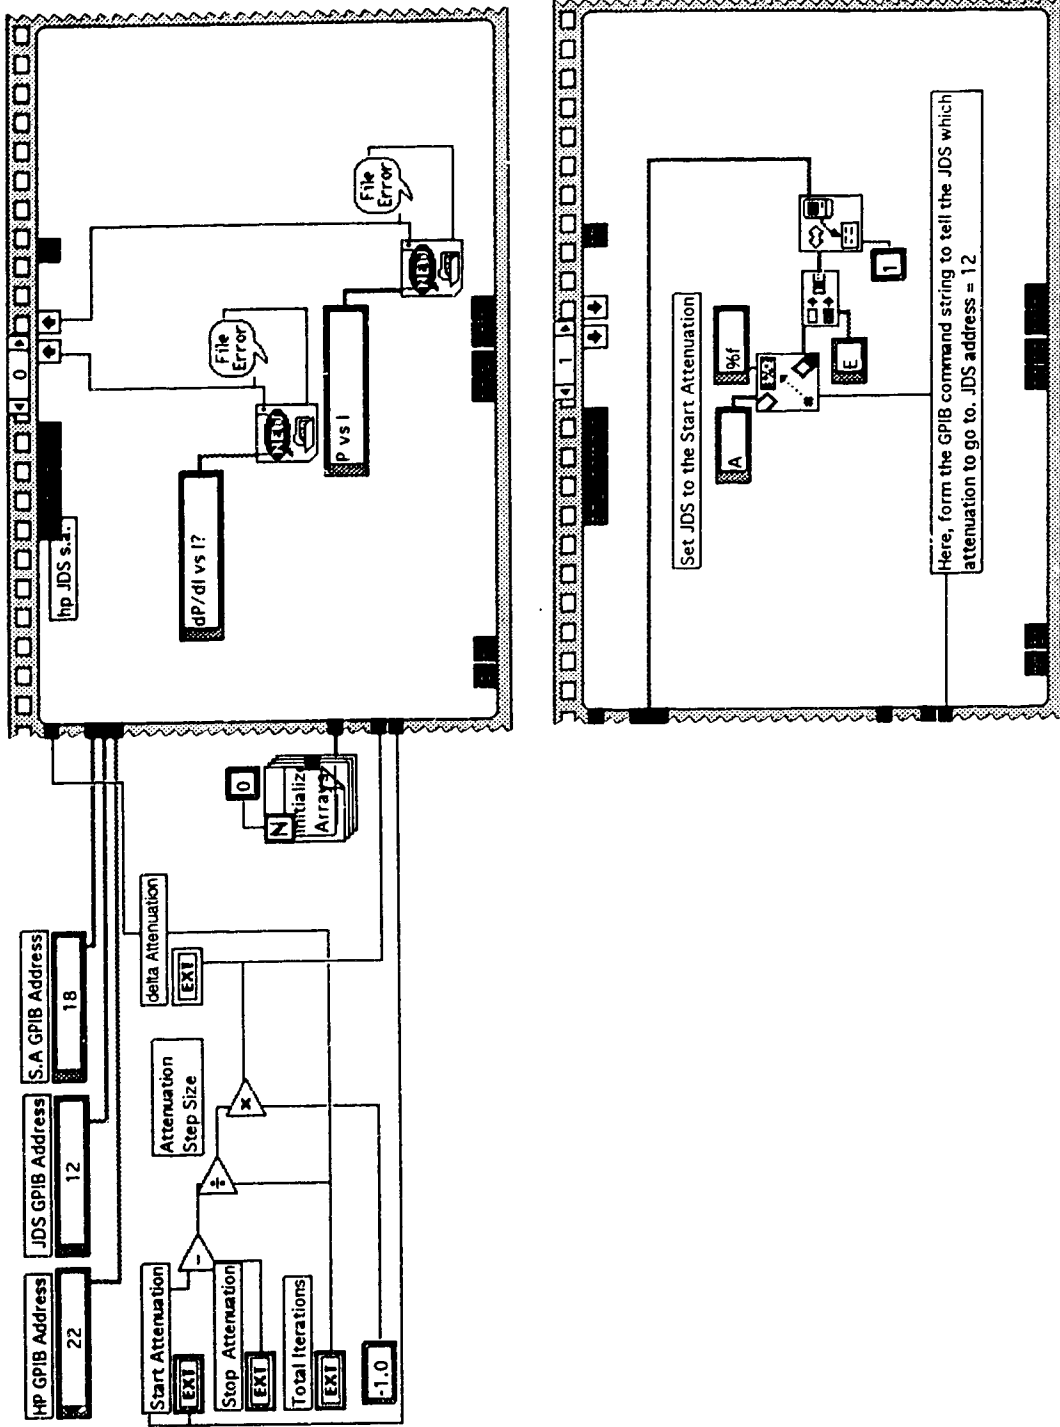 HP GPIB Address
22
JDS GPIB Address
12
S.A GPIB Address
18
Start Attenuation
EXT
Stop Attenuation
EXT
Total Iterations
EXT
-1.0
-
÷
x
Attenuation
Step Size
delta Attenuation
EXT
0
N
Initialize
Arrays
0
hp JDS s.a.
dP/dI vs I?
NEW
File
Error
P vs I
NEW
File
Error
1
Set JDS to the Start Attenuation
A
%f
#
E
1
Here, form the GPIB command string to tell the JDS which
attenuation to go to. JDS address = 12